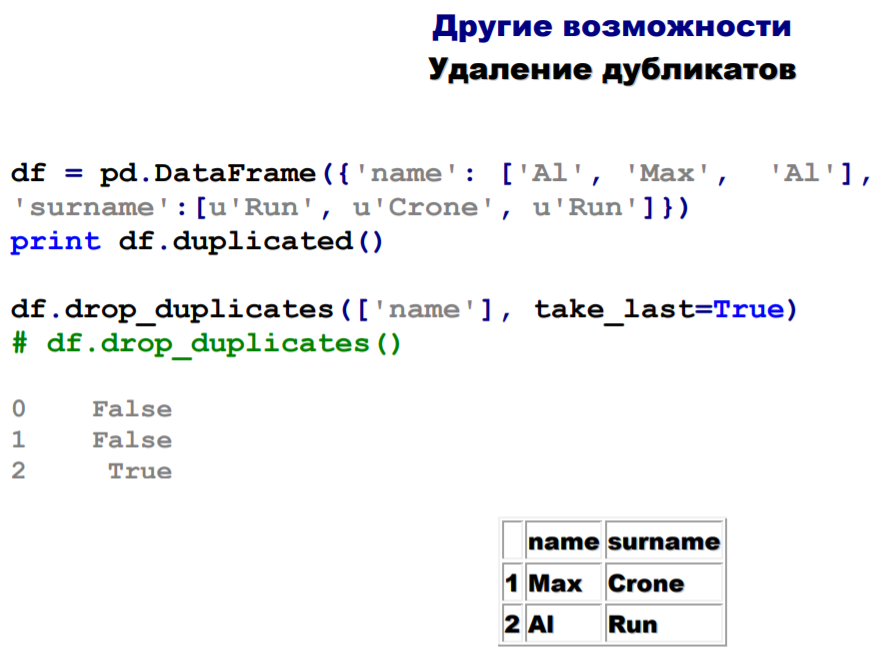 Другие возможности
Удаление дубликатов
df = pd.DataFrame({'name': ['Al', 'Max',  'Al'],
'surname':[u'Run', u'Crone', u'Run']})
print df.duplicated()
df.drop_duplicates(['name'], take_last=True)
# df.drop_duplicates()
0    False
1    False
2     True
name surname
1 Max Crone
2 Al Run